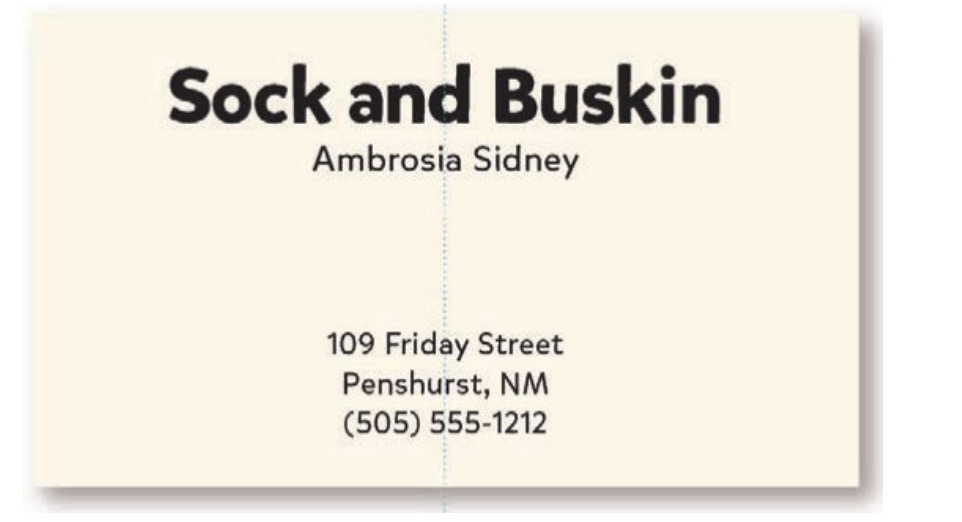 Sock and Buskin
Ambrosia Sidney
109 Friday Street
Penshurst, NM
(505) 555-1212